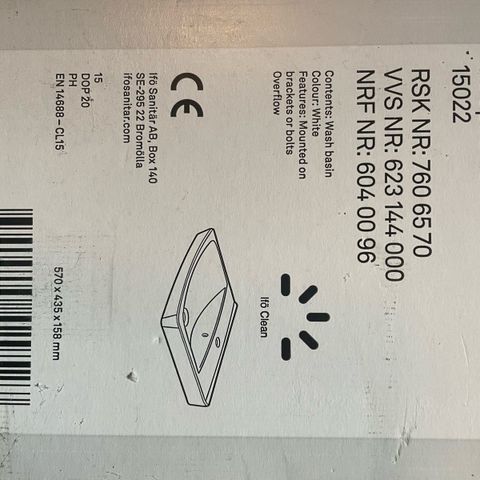 15022
RSK NR: 760 65 70
VVS NR: 623 144 000
NRF NR: 604 00 96
Contents: Wash basin
Colour: White
Features: Mounted on
brackets or bolts
Overflow
Ifö Clean
CE
Ifö Sanitär AB, Box 140
SE-295 22 Bromölla
ifosanitar.com
15
DOP 20
PH
EN 14688-CL15
570 x 435 x 158 mm